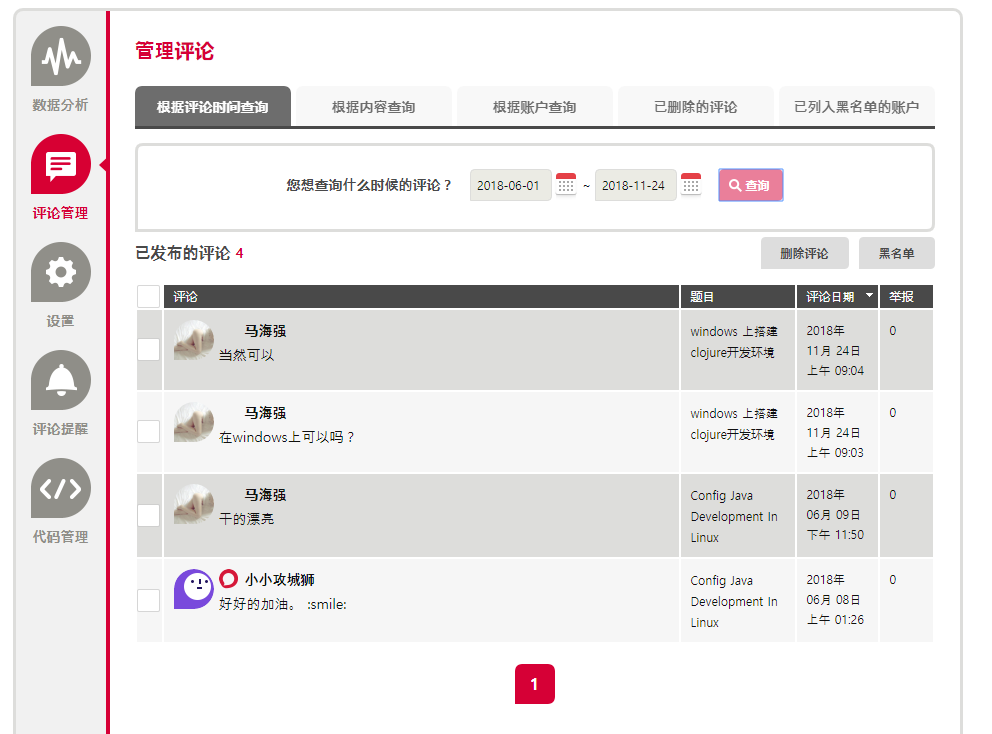 管理评论
数据分析
评论管理
设置
评论提醒
代码管理
根据评论时间查询 根据内容查询 根据账户查询 已删除的评论 已列入黑名单的账户
您想查询什么时候的评论？ 2018-06-01 ~ 2018-11-24 查询
已发布的评论 4 删除评论 黑名单
评论 题目 评论日期 举报
马海强
当然可以
windows 上搭建
clojure开发环境
2018年
11月 24日
上午 09:04
0
马海强
在windows上可以吗？
windows 上搭建
clojure开发环境
2018年
11月 24日
上午 09:03
0
马海强
干的漂亮
Config Java
Development In
Linux
2018年
06月 09日
下午 11:50
0
小小攻城狮
好好的加油。 :smile:
Config Java
Development In
Linux
2018年
06月 08日
上午 01:26
0
1